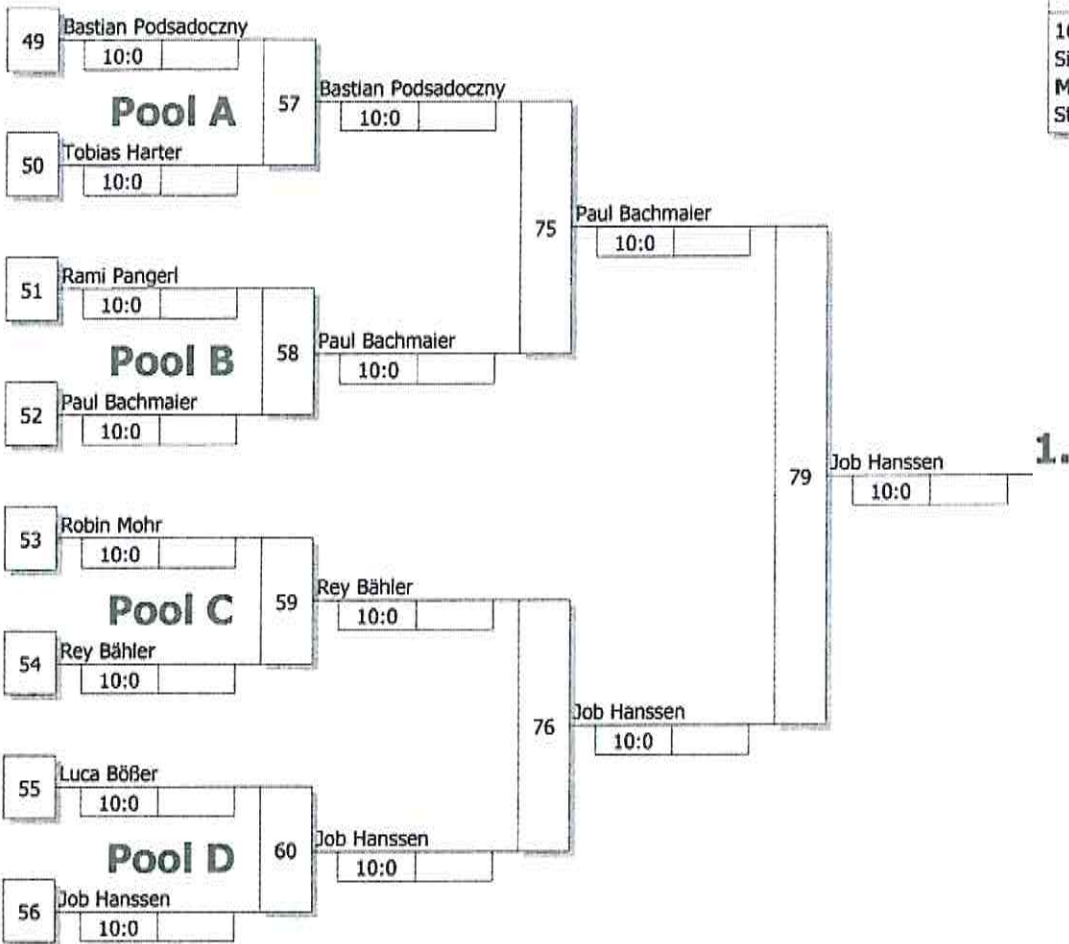 49 Bastian Podsadoczny
10:0
Pool A
57
50 Tobias Harter
10:0
Bastian Podsadoczny
10:0
51 Rami Pangerl
10:0
Pool B
58
52 Paul Bachmaier
10:0
Paul Bachmaier
10:0
75
Paul Bachmaier
10:0
53 Robin Mohr
10:0
Pool C
59
54 Rey Bähler
10:0
Rey Bähler
10:0
55 Luca Bößer
10:0
Pool D
60
56 Job Hanssen
10:0
Job Hanssen
10:0
76
Job Hanssen
10:0
79
Job Hanssen
10:0
1.